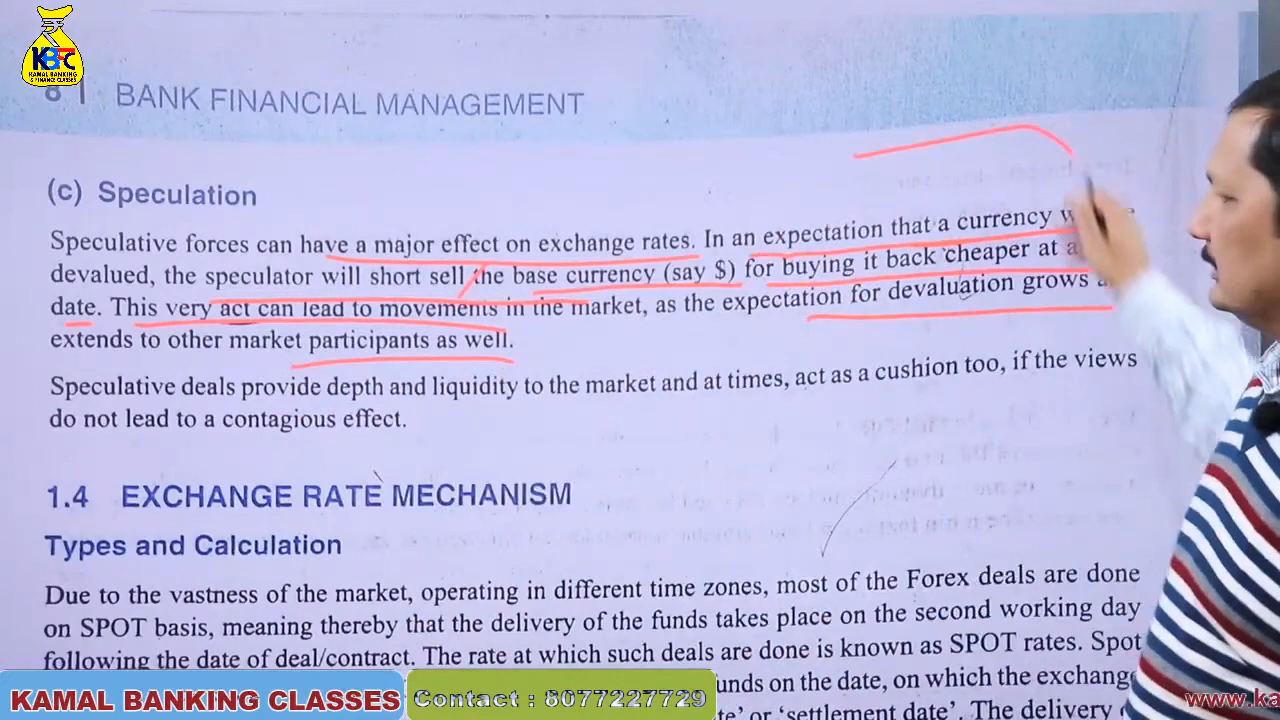 KBFC
KAMAL BANKING
& FINANCE CLASSES
8 | BANK FINANCIAL MANAGEMENT
(c) Speculation
Speculative forces can have a major effect on exchange rates. In an expectation that a currency
devalued, the speculator will short sell the base currency (say $) for buying it back cheaper at a
date. This very act can lead to movements in the market, as the expectation for devaluation grows
extends to other market participants as well.
Speculative deals provide depth and liquidity to the market and at times, act as a cushion too, if the views
do not lead to a contagious effect.
1.4 EXCHANGE RATE MECHANISM
Types and Calculation
Due to the vastness of the market, operating in different time zones, most of the Forex deals are done
on SPOT basis, meaning thereby that the delivery of the funds takes place on the second working day
following the date of deal/contract. The rate at which such deals are done is known as SPOT rates. Spot
unds on the date, on which the exchange
te' or 'settlement date'. The delivery
KAMAL BANKING CLASSES
Contact : 8077227729
www.ka